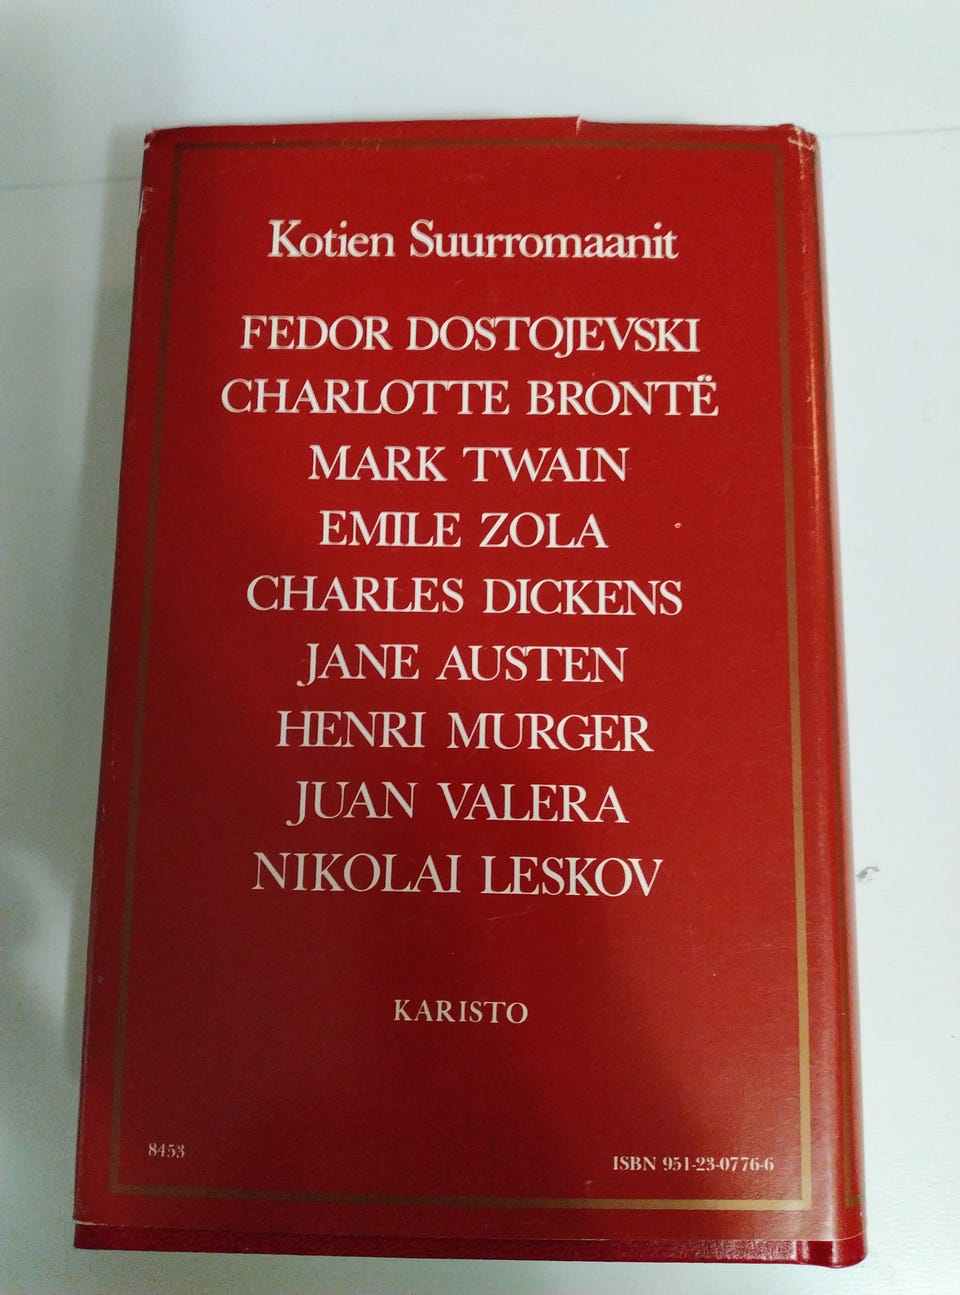 Kotien Suurromaanit
FEDOR DOSTOJEVSKI
CHARLOTTE BRONTË
MARK TWAIN
EMILE ZOLA
CHARLES DICKENS
JANE AUSTEN
HENRI MURGER
JUAN VALERA
NIKOLAI LESKOV
KARISTO
8453
ISBN 951-23-0776-6